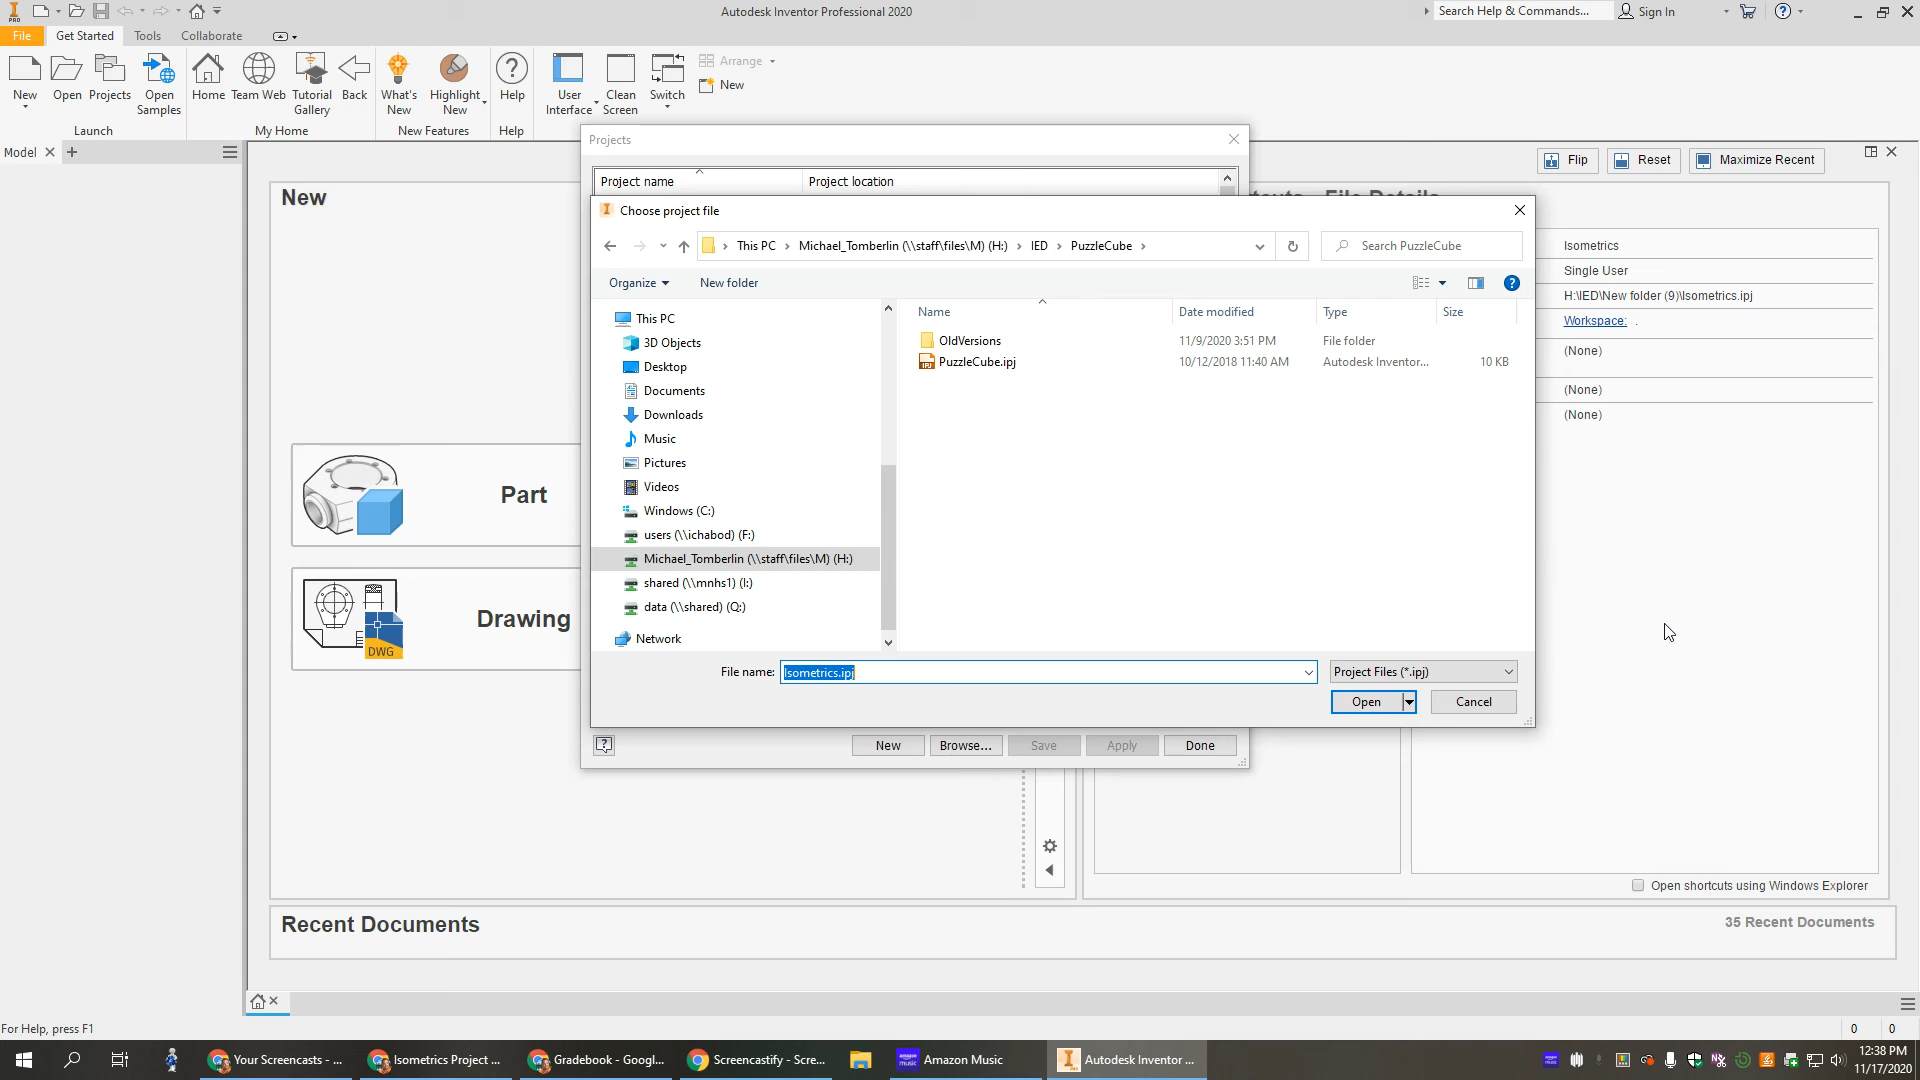 PRO
Autodesk Inventor Professional 2020
Search Help & Commands...
Sign In
File
Get Started
Tools
Collaborate
New
Open
Projects
Open Samples
Home
Team Web
Tutorial Gallery
Back
What's New
Highlight New
Help
User Interface
Clean Screen
Switch
Arrange
New
Launch
My Home
New Features
Help
Model
Projects
Project name
Project location
Flip
Reset
Maximize Recent
New
File Details
Choose project file
This PC
Michael_Tomberlin (\\staff\files\M) (H:)
IED
PuzzleCube
Search PuzzleCube
Organize
New folder
This PC
3D Objects
Desktop
Documents
Downloads
Music
Pictures
Videos
Windows (C:)
users (\\ichabod) (F:)
Michael_Tomberlin (\\staff\files\M) (H:)
shared (\\mnhs1) (I:)
data (\\shared) (Q:)
Network
Name
Date modified
Type
Size
OldVersions
11/9/2020 3:51 PM
File folder
PuzzleCube.ipj
10/12/2018 11:40 AM
Autodesk Inventor...
10 KB
File name:
Isometrics.ipj
Project Files (*.ipj)
Open
Cancel
Isometrics
Single User
H:\IED\New folder (9)\Isometrics.ipj
Workspace: .
(None)
(None)
(None)
Part
Drawing
DWG
New
Browse...
Save
Apply
Done
Open shortcuts using Windows Explorer
Recent Documents
35 Recent Documents
For Help, press F1
0
0
Your Screencasts - ...
Isometrics Project ...
Gradebook - Googl...
Screencastify - Scre...
Amazon Music
Autodesk Inventor ...
12:38 PM
11/17/2020